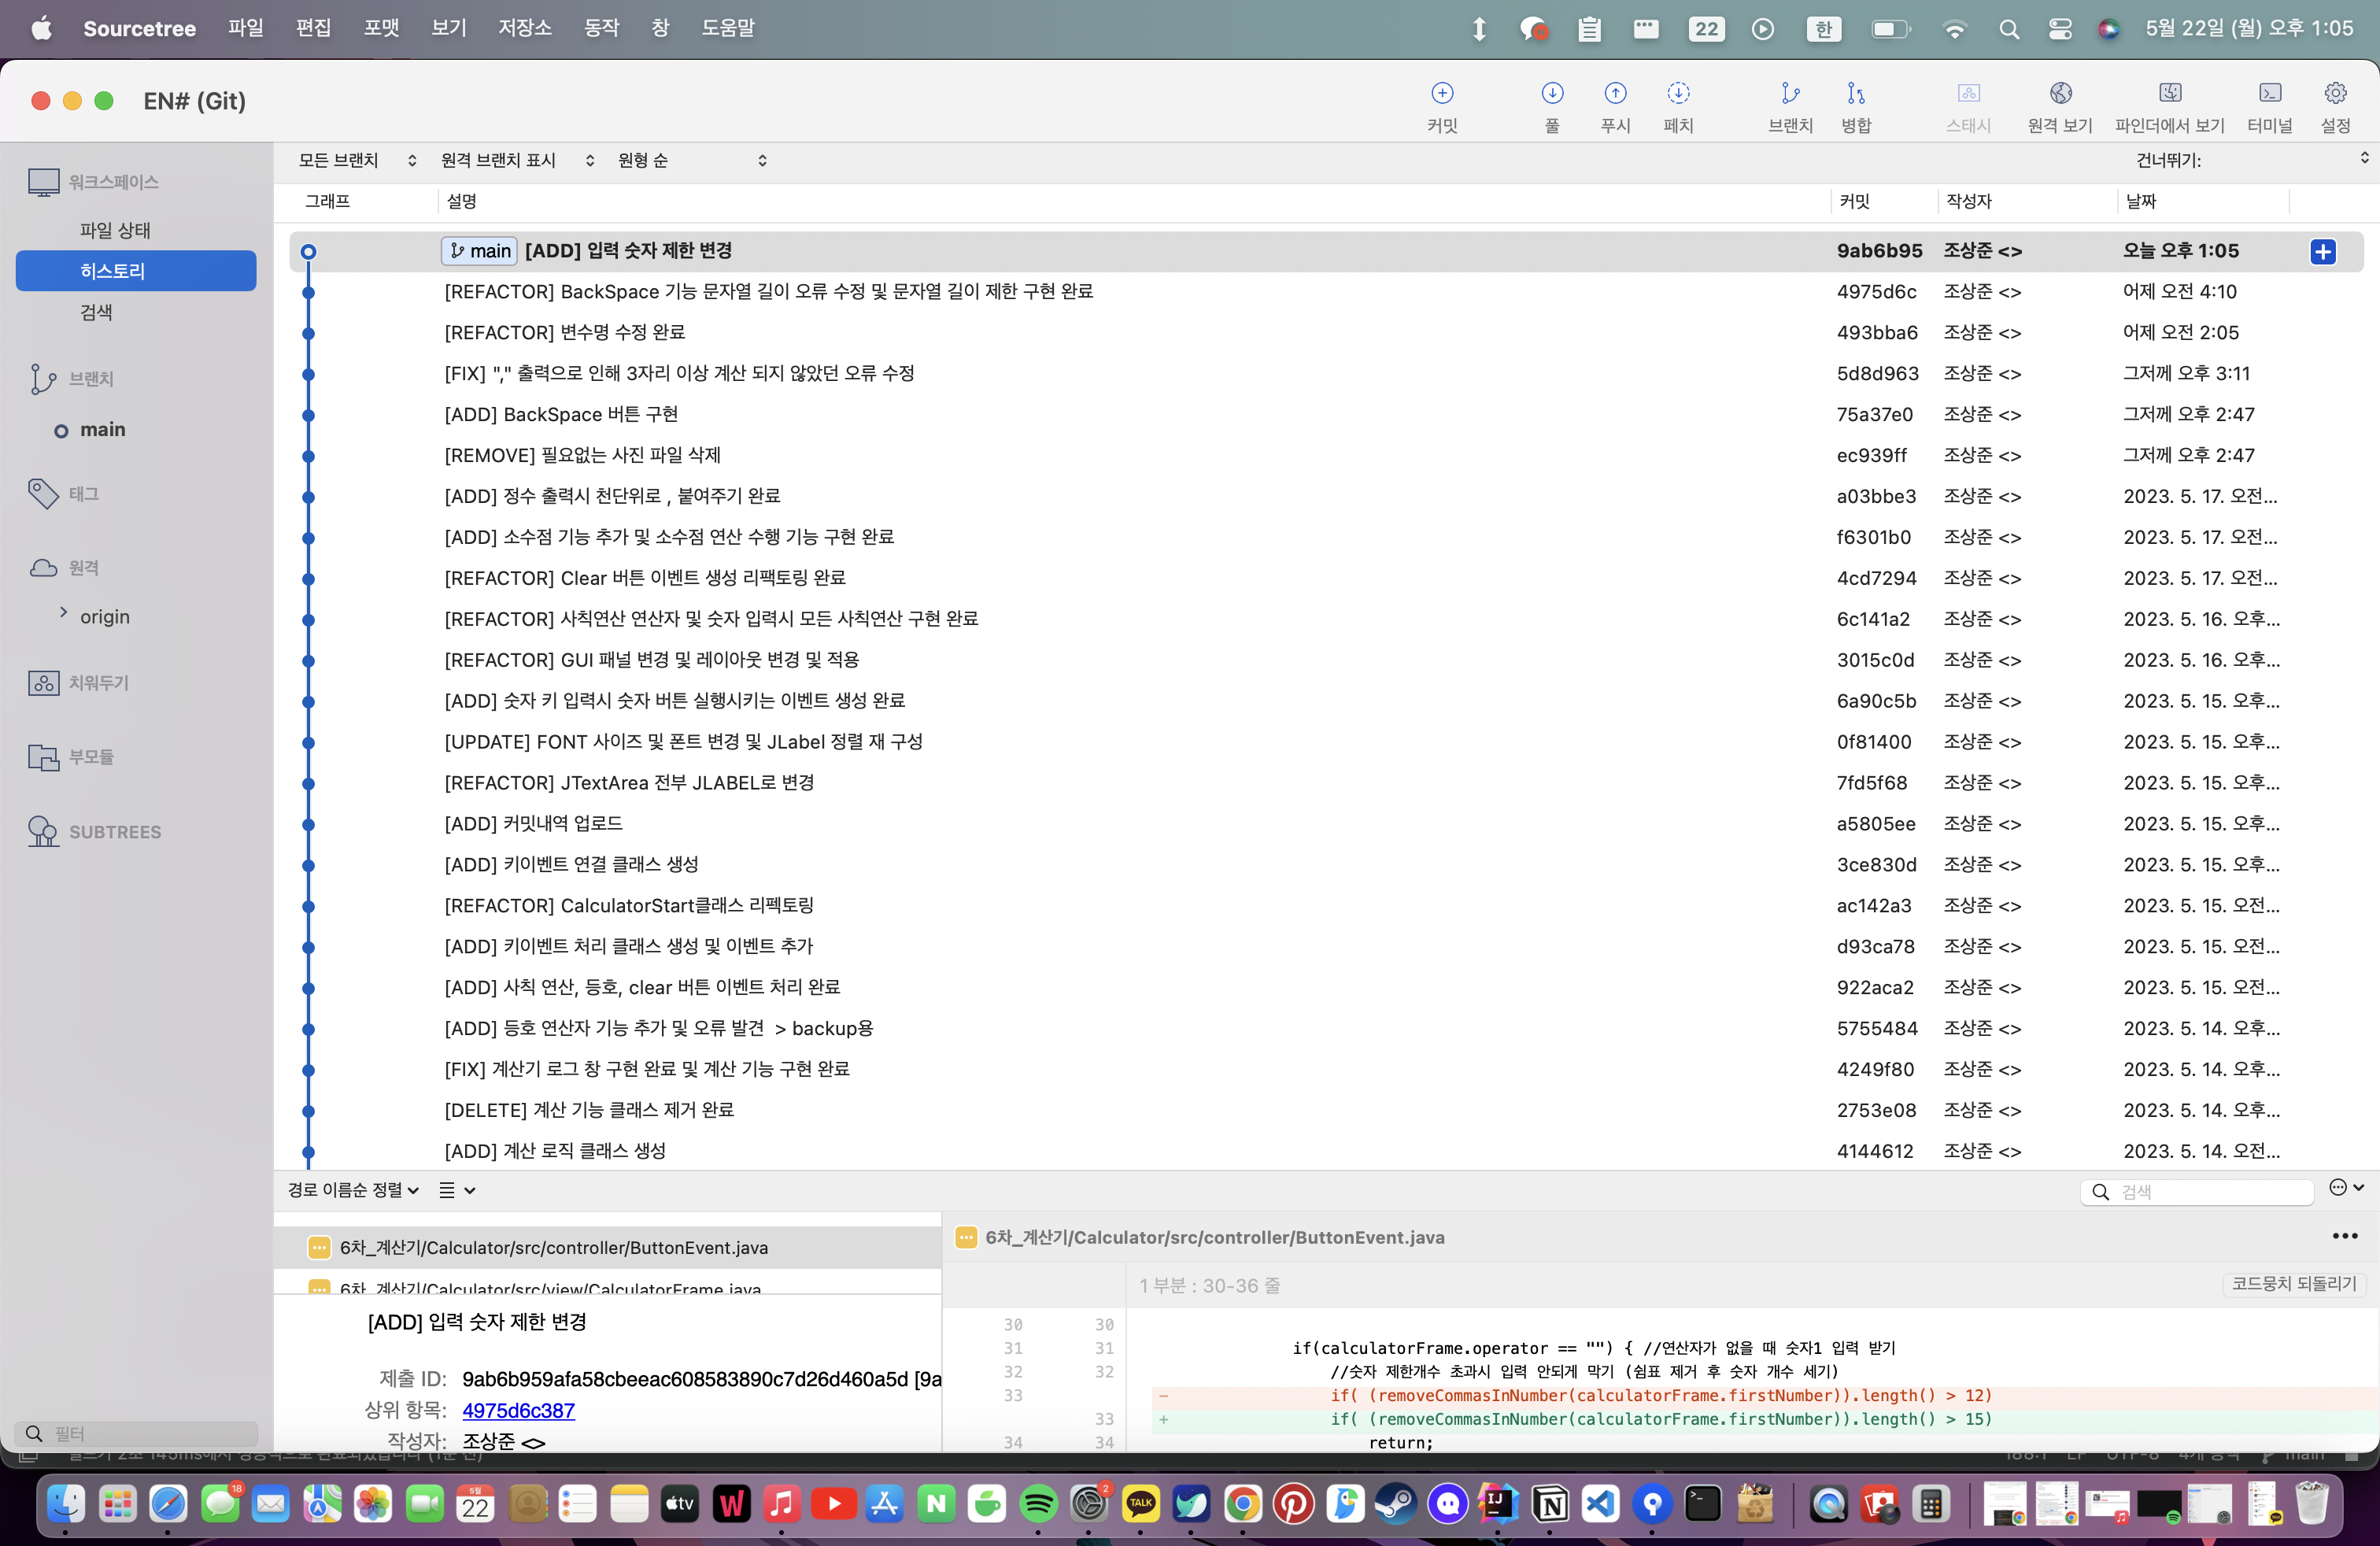 Sourcetree 파일 편집 포맷 보기 저장소 동작 창 도움말 22 한 5월 22일 (월) 오후 1:05
EN# (Git)
커밋 풀 푸시 페치 브랜치 병합 스태시 원격 보기 파인더에서 보기 터미널 설정
워크스페이스
파일 상태
히스토리
검색
브랜치
main
태그
원격
origin
치워두기
부모듈
SUBTREES
필터
모든 브랜치 원격 브랜치 표시 원형 순 건너뛰기:
그래프 설명 커밋 작성자 날짜
main [ADD] 입력 숫자 제한 변경 9ab6b95 조상준 <> 오늘 오후 1:05
[REFACTOR] BackSpace 기능 문자열 길이 오류 수정 및 문자열 길이 제한 구현 완료 4975d6c 조상준 <> 어제 오전 4:10
[REFACTOR] 변수명 수정 완료 493bba6 조상준 <> 어제 오전 2:05
[FIX] "," 출력으로 인해 3자리 이상 계산 되지 않았던 오류 수정 5d8d963 조상준 <> 그저께 오후 3:11
[ADD] BackSpace 버튼 구현 75a37e0 조상준 <> 그저께 오후 2:47
[REMOVE] 필요없는 사진 파일 삭제 ec939ff 조상준 <> 그저께 오후 2:47
[ADD] 정수 출력시 천단위로 , 붙여주기 완료 a03bbe3 조상준 <> 2023. 5. 17. 오전...
[ADD] 소수점 기능 추가 및 소수점 연산 수행 기능 구현 완료 f6301b0 조상준 <> 2023. 5. 17. 오전...
[REFACTOR] Clear 버튼 이벤트 생성 리팩토링 완료 4cd7294 조상준 <> 2023. 5. 17. 오전...
[REFACTOR] 사칙연산 연산자 및 숫자 입력시 모든 사칙연산 구현 완료 6c141a2 조상준 <> 2023. 5. 16. 오후...
[REFACTOR] GUI 패널 변경 및 레이아웃 변경 및 적용 3015c0d 조상준 <> 2023. 5. 16. 오후...
[ADD] 숫자 키 입력시 숫자 버튼 실행시키는 이벤트 생성 완료 6a90c5b 조상준 <> 2023. 5. 15. 오후...
[UPDATE] FONT 사이즈 및 폰트 변경 및 JLabel 정렬 재 구성 0f81400 조상준 <> 2023. 5. 15. 오후...
[REFACTOR] JTextArea 전부 JLABEL로 변경 7fd5f68 조상준 <> 2023. 5. 15. 오후...
[ADD] 커밋내역 업로드 a5805ee 조상준 <> 2023. 5. 15. 오후...
[ADD] 키이벤트 연결 클래스 생성 3ce830d 조상준 <> 2023. 5. 15. 오후...
[REFACTOR] CalculatorStart클래스 리펙토링 ac142a3 조상준 <> 2023. 5. 15. 오전...
[ADD] 키이벤트 처리 클래스 생성 및 이벤트 추가 d93ca78 조상준 <> 2023. 5. 15. 오전...
[ADD] 사칙 연산, 등호, clear 버튼 이벤트 처리 완료 922aca2 조상준 <> 2023. 5. 15. 오전...
[ADD] 등호 연산자 기능 추가 및 오류 발견 > backup용 5755484 조상준 <> 2023. 5. 14. 오후...
[FIX] 계산기 로그 창 구현 완료 및 계산 기능 구현 완료 4249f80 조상준 <> 2023. 5. 14. 오후...
[DELETE] 계산 기능 클래스 제거 완료 2753e08 조상준 <> 2023. 5. 14. 오후...
[ADD] 계산 로직 클래스 생성 4144612 조상준 <> 2023. 5. 14. 오전...
경로 이름순 정렬 검색
6차_계산기/Calculator/src/controller/ButtonEvent.java
6차_계산기/Calculator/src/view/CalculatorFrame.java
[ADD] 입력 숫자 제한 변경
제출 ID: 9ab6b959afa58cbeeac608583890c7d26d460a5d [9a
상위 항목: 4975d6c387
작성자: 조상준 <>
6차_계산기/Calculator/src/controller/ButtonEvent.java
1 부분 : 30-36 줄 코드뭉치 되돌리기
30 30
31 31 if(calculatorFrame.operator == "") { //연산자가 없을 때 숫자1 입력 받기
32 32 //숫자 제한개수 초과시 입력 안되게 막기 (쉼표 제거 후 숫자 개수 세기)
33 - if( (removeCommasInNumber(calculatorFrame.firstNumber)).length() > 12)
33 + if( (removeCommasInNumber(calculatorFrame.firstNumber)).length() > 15)
34 34 return;
18 5월 22 tv W N 2 TALK IJ N